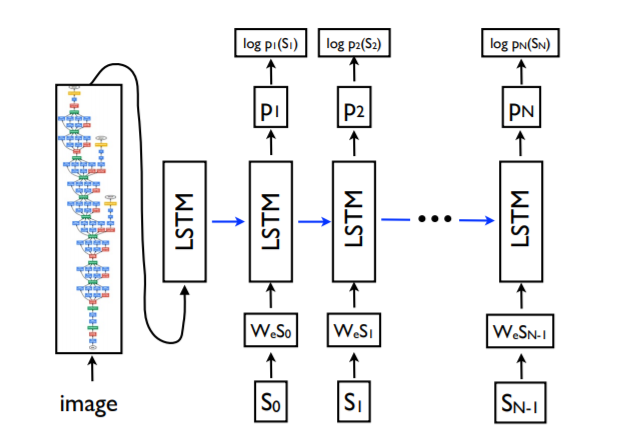 log p₁(S₁) log p₂(S₂) log pN(SN)
p₁ p₂ pN
LSTM LSTM LSTM LSTM
WeS₀ WeS₁ WeSN-1
image S₀ S₁ SN-1